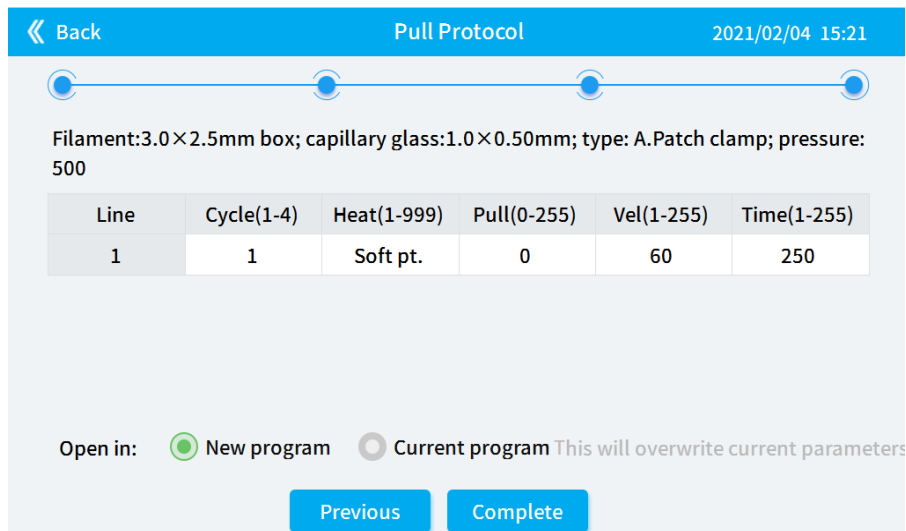 Back Pull Protocol 2021/02/04 15:21
Filament:3.0×2.5mm box; capillary glass:1.0×0.50mm; type: A.Patch clamp; pressure:
500
Line Cycle(1-4) Heat(1-999) Pull(0-255) Vel(1-255) Time(1-255)
1 1 Soft pt. 0 60 250
Open in: New program Current program This will overwrite current parameters
Previous Complete